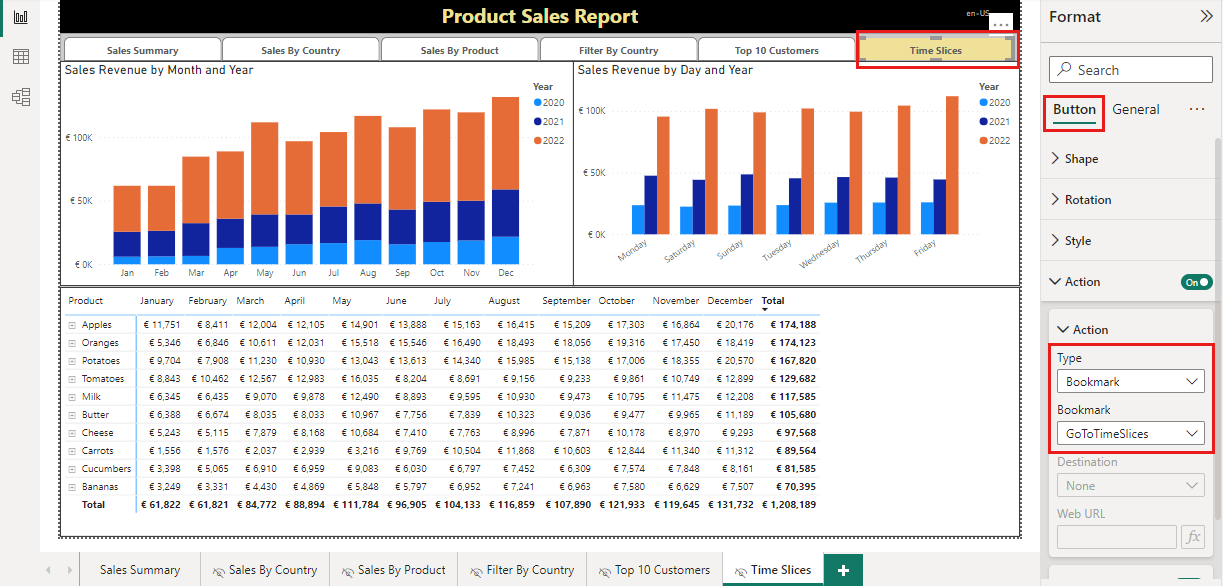 Product Sales Report
en-US
...
Sales Summary
Sales By Country
Sales By Product
Filter By Country
Top 10 Customers
Time Slices
Sales Revenue by Month and Year
Year
2020
2021
2022
€ 100K
€ 50K
€ 0K
Jan Feb Mar Apr May Jun Jul Aug Sep Oct Nov Dec
Sales Revenue by Day and Year
Year
2020
2021
2022
€ 100K
€ 50K
€ 0K
Monday Saturday Sunday Tuesday Wednesday Thursday Friday
Product January February March April May June July August September October November December Total
Apples € 11,751 € 8,411 € 12,004 € 12,105 € 14,901 € 13,888 € 15,163 € 16,415 € 15,209 € 17,303 € 16,864 € 20,176 € 174,188
Oranges € 5,346 € 6,846 € 10,611 € 12,031 € 15,518 € 15,546 € 16,490 € 18,493 € 18,056 € 19,316 € 17,450 € 18,419 € 174,123
Potatoes € 9,704 € 7,908 € 11,230 € 10,930 € 13,043 € 13,613 € 14,340 € 15,985 € 15,138 € 17,006 € 18,355 € 20,570 € 167,820
Tomatoes € 8,843 € 10,462 € 12,567 € 12,983 € 16,035 € 8,204 € 8,691 € 9,156 € 9,233 € 9,861 € 10,749 € 12,899 € 129,682
Milk € 6,345 € 6,435 € 9,070 € 9,878 € 12,490 € 8,893 € 9,595 € 10,930 € 9,473 € 10,795 € 11,475 € 12,208 € 117,585
Butter € 6,388 € 6,674 € 8,035 € 8,033 € 10,967 € 7,756 € 7,839 € 10,323 € 9,036 € 9,477 € 9,965 € 11,189 € 105,680
Cheese € 5,243 € 5,115 € 7,879 € 8,168 € 10,684 € 7,410 € 7,763 € 8,996 € 7,871 € 10,178 € 8,970 € 9,293 € 97,568
Carrots € 1,556 € 1,576 € 2,037 € 2,939 € 3,216 € 9,769 € 10,504 € 11,868 € 10,603 € 12,844 € 11,340 € 11,312 € 89,564
Cucumbers € 3,398 € 5,065 € 6,910 € 6,959 € 9,083 € 6,030 € 6,797 € 7,452 € 6,309 € 7,574 € 7,848 € 8,161 € 81,585
Bananas € 3,249 € 3,331 € 4,430 € 4,869 € 5,848 € 5,797 € 6,952 € 7,241 € 6,963 € 7,580 € 6,629 € 7,507 € 70,395
Total € 61,822 € 61,821 € 84,772 € 88,894 € 111,784 € 96,905 € 104,133 € 116,859 € 107,890 € 121,933 € 119,645 € 131,732 € 1,208,189
Sales Summary
Sales By Country
Sales By Product
Filter By Country
Top 10 Customers
Time Slices
+
Format
Search
Button
General
...
Shape
Rotation
Style
Action
On
Action
Type
Bookmark
Bookmark
GoToTimeSlices
Destination
None
Web URL
fx